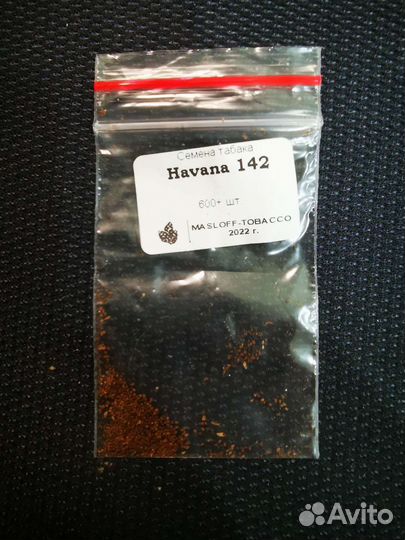 Семена табака
Havana 142
600+ шт
MASLOFF-TOBACCO
2022 г.
Avito